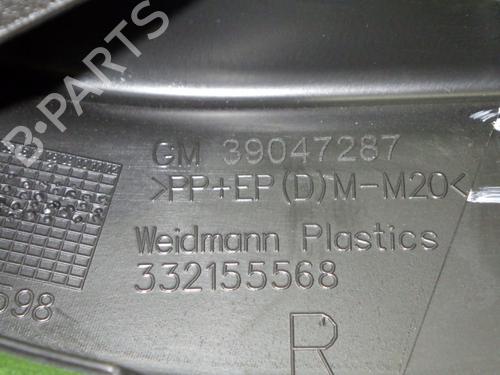 B-PARTS
GM 39047287
>PP+EP(D)M-M20<
Weidmann Plastics
332155568
598
R